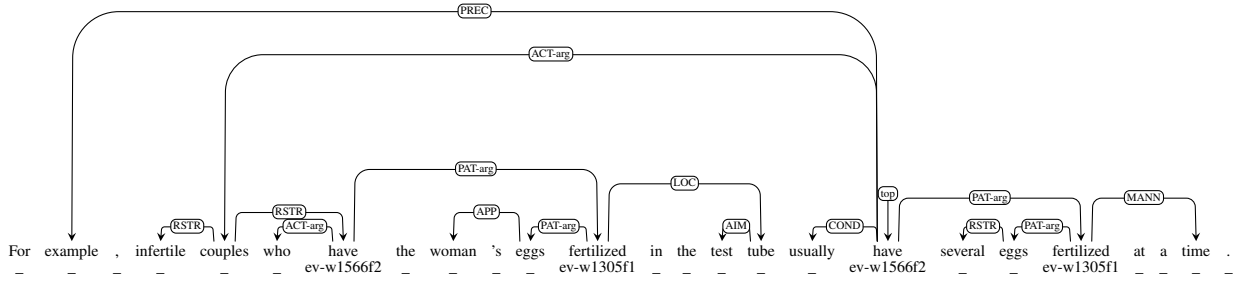 PREC
ACT-arg
PAT-arg
LOC
top
PAT-arg
MANN
RSTR
RSTR
ACT-arg
APP
PAT-arg
AIM
COND
RSTR
PAT-arg
For example , infertile couples who have the woman 's eggs fertilized in the test tube usually have several eggs fertilized at a time .
_ _ _ _ _ _ ev-w1566f2 _ _ _ _ ev-w1305f1 _ _ _ _ _ ev-w1566f2 _ _ ev-w1305f1 _ _ _ _